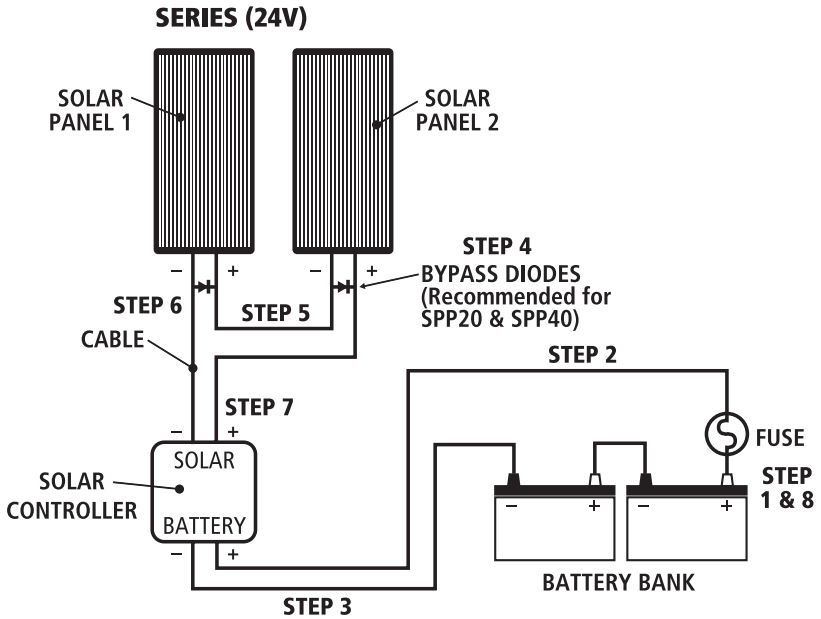 SERIES (24V)
SOLAR
PANEL 1
SOLAR
PANEL 2
STEP 4
BYPASS DIODES
(Recommended for
SPP20 & SPP40)
– + – +
STEP 6
STEP 5
CABLE
STEP 2
STEP 7
– +
SOLAR
FUSE
SOLAR
CONTROLLER
STEP
1 & 8
BATTERY
– + – +
– +
BATTERY BANK
STEP 3